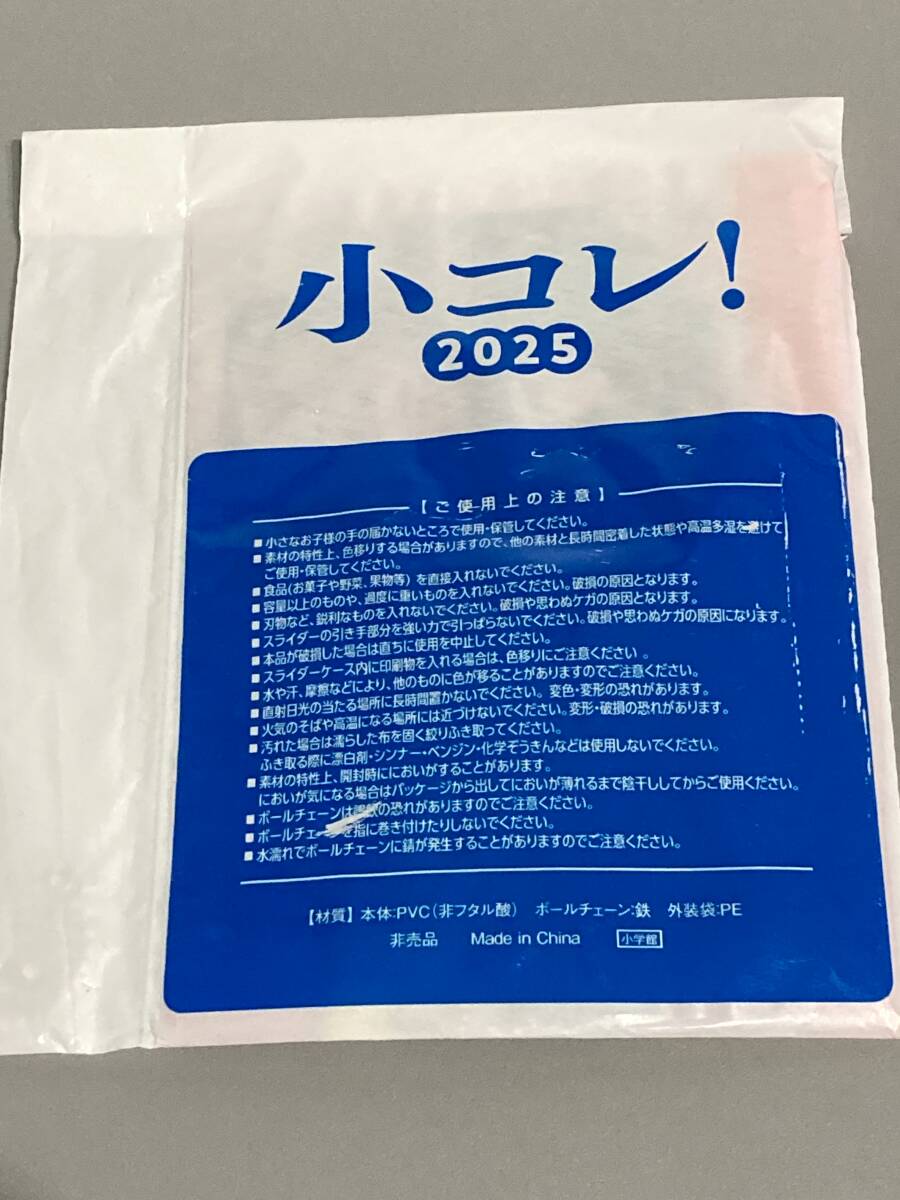 小コレ!
2025
【ご使用上の注意】
■小さなお子様の手の届かないところで使用・保管してください。
■素材の特性上、色移りする場合がありますので、他の素材と長時間密着した状態や高温多湿を避けて
ご使用・保管してください。
■食品(お菓子や野菜、果物等)を直接入れないでください。
■容量以上のものや、過度に重いものを入れないでください。破損の原因となります。
■刃物など、鋭利なものを入れないでください。破損や思わぬケガの原因となります。
■スライダーの引き手部分を強い力で引っぱらないでください。破損や思わぬケガの原因になります。
■本品が破損した場合は直ちに使用を中止してください。
■スライダーケース内に印刷物を入れる場合は、色移りにご注意ください。
■水や汗、摩擦などにより、他のものに色が移ることがありますのでご注意ください。
■直射日光の当たる場所に長時間置かないでください。変色・変形の恐れがあります。
■火気のそばや高温になる場所には近づけないでください。変形・破損の恐れがあります。
■汚れた場合は濡らした布を固く絞りふき取ってください。
ふき取る際に漂白剤・シンナー・ベンジン・化学ぞうきんなどは使用しないでください。
■素材の特性上、開封時ににおいがすることがあります。
においが気になる場合はパッケージから出してにおいが薄れるまで陰干ししてからご使用ください。
■ボールチェーンは の恐れがありますのでご注意ください。
■ボールチェーンを指に巻き付けたりしないでください。
■水濡れでボールチェーンに錆が発生することがありますのでご注意ください。
【材質】本体:PVC(非フタル酸) ボールチェーン:鉄 外装袋:PE
非売品 Made in China 小学館